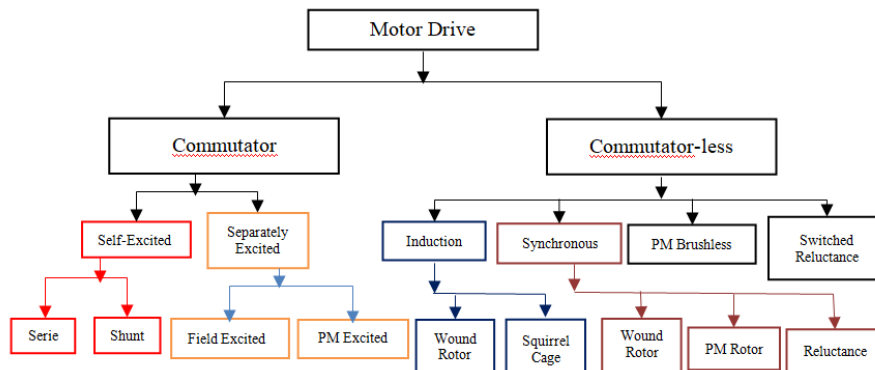 Motor Drive
Commutator
Commutator-less
Self-Excited
Separately
Excited
Induction
Synchronous
PM Brushless
Switched
Reluctance
Serie
Shunt
Field Excited
PM Excited
Wound
Rotor
Squirrel
Cage
Wound
Rotor
PM Rotor
Reluctance